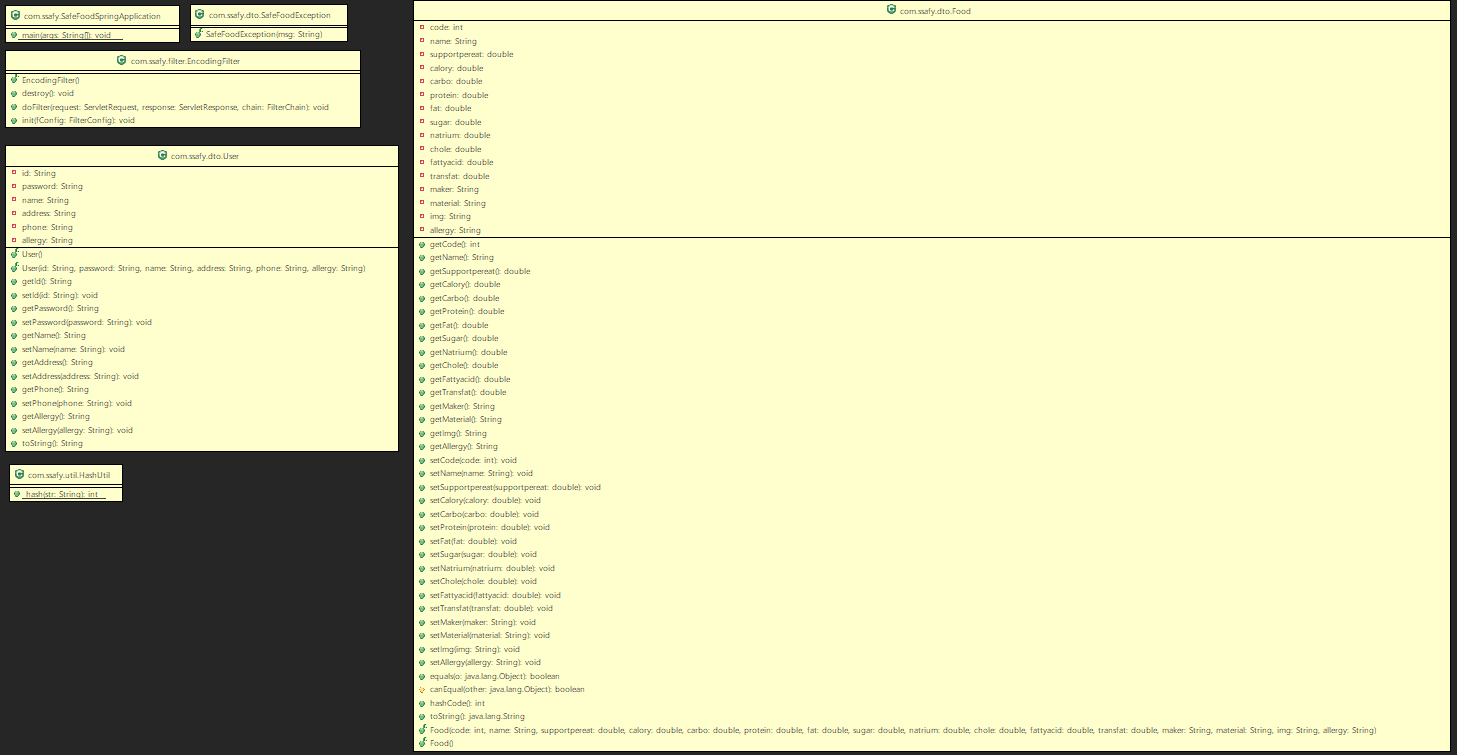 com.ssafy.SafeFoodSpringApplication
main(args: String[]): void
com.ssafy.dto.SafeFoodException
SafeFoodException(msg: String)
com.ssafy.filter.EncodingFilter
EncodingFilter()
destroy(): void
doFilter(request: ServletRequest, response: ServletResponse, chain: FilterChain): void
init(fConfig: FilterConfig): void
com.ssafy.dto.User
id: String
password: String
name: String
address: String
phone: String
allergy: String
User()
User(id: String, password: String, name: String, address: String, phone: String, allergy: String)
getId(): String
setId(id: String): void
getPassword(): String
setPassword(password: String): void
getName(): String
setName(name: String): void
getAddress(): String
setAddress(address: String): void
getPhone(): String
setPhone(phone: String): void
getAllergy(): String
setAllergy(allergy: String): void
toString(): String
com.ssafy.util.HashUtil
hash(str: String): int
com.ssafy.dto.Food
code: int
name: String
supportpereat: double
calory: double
carbo: double
protein: double
fat: double
sugar: double
natrium: double
chole: double
fattyacid: double
transfat: double
maker: String
material: String
img: String
allergy: String
getCode(): int
getName(): String
getSupportpereat(): double
getCalory(): double
getCarbo(): double
getProtein(): double
getFat(): double
getSugar(): double
getNatrium(): double
getChole(): double
getFattyacid(): double
getTransfat(): double
getMaker(): String
getMaterial(): String
getImg(): String
getAllergy(): String
setCode(code: int): void
setName(name: String): void
setSupportpereat(supportpereat: double): void
setCalory(calory: double): void
setCarbo(carbo: double): void
setProtein(protein: double): void
setFat(fat: double): void
setSugar(sugar: double): void
setNatrium(natrium: double): void
setChole(chole: double): void
setFattyacid(fattyacid: double): void
setTransfat(transfat: double): void
setMaker(maker: String): void
setMaterial(material: String): void
setImg(img: String): void
setAllergy(allergy: String): void
equals(o: java.lang.Object): boolean
canEqual(other: java.lang.Object): boolean
hashCode(): int
toString(): java.lang.String
Food(code: int, name: String, supportpereat: double, calory: double, carbo: double, protein: double, fat: double, sugar: double, natrium: double, chole: double, fattyacid: double, transfat: double, maker: String, material: String, img: String, allergy: String)
Food()